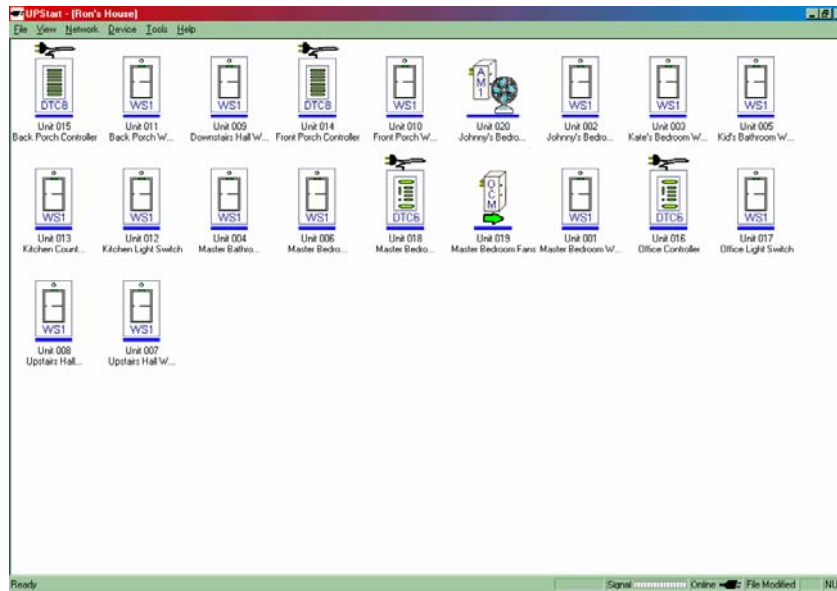 UPStart - [Ron's House]
File View Network Device Tools Help
DTC8 WS1 WS1 DTC8 WS1 AM1 WS1 WS1 WS1
Unit 015 Unit 011 Unit 009 Unit 014 Unit 010 Unit 020 Unit 002 Unit 003 Unit 005
Back Porch Controller Back Porch W... Downstairs Hall W... Front Porch Controller Front Porch W... Johnny's Bedro... Johnny's Bedro... Kate's Bedroom W... Kid's Bathroom W...
WS1 WS1 WS1 WS1 DTC6 OCM WS1 DTC6 WS1
Unit 013 Unit 012 Unit 004 Unit 006 Unit 018 Unit 019 Unit 001 Unit 016 Unit 017
Kitchen Count... Kitchen Light Switch Master Bathro... Master Bedro... Master Bedro... Master Bedroom Fans Master Bedroom W... Office Controller Office Light Switch
WS1 WS1
Unit 008 Unit 007
Upstairs Hall... Upstairs Hall W...
Ready Signal Online File Modified NU